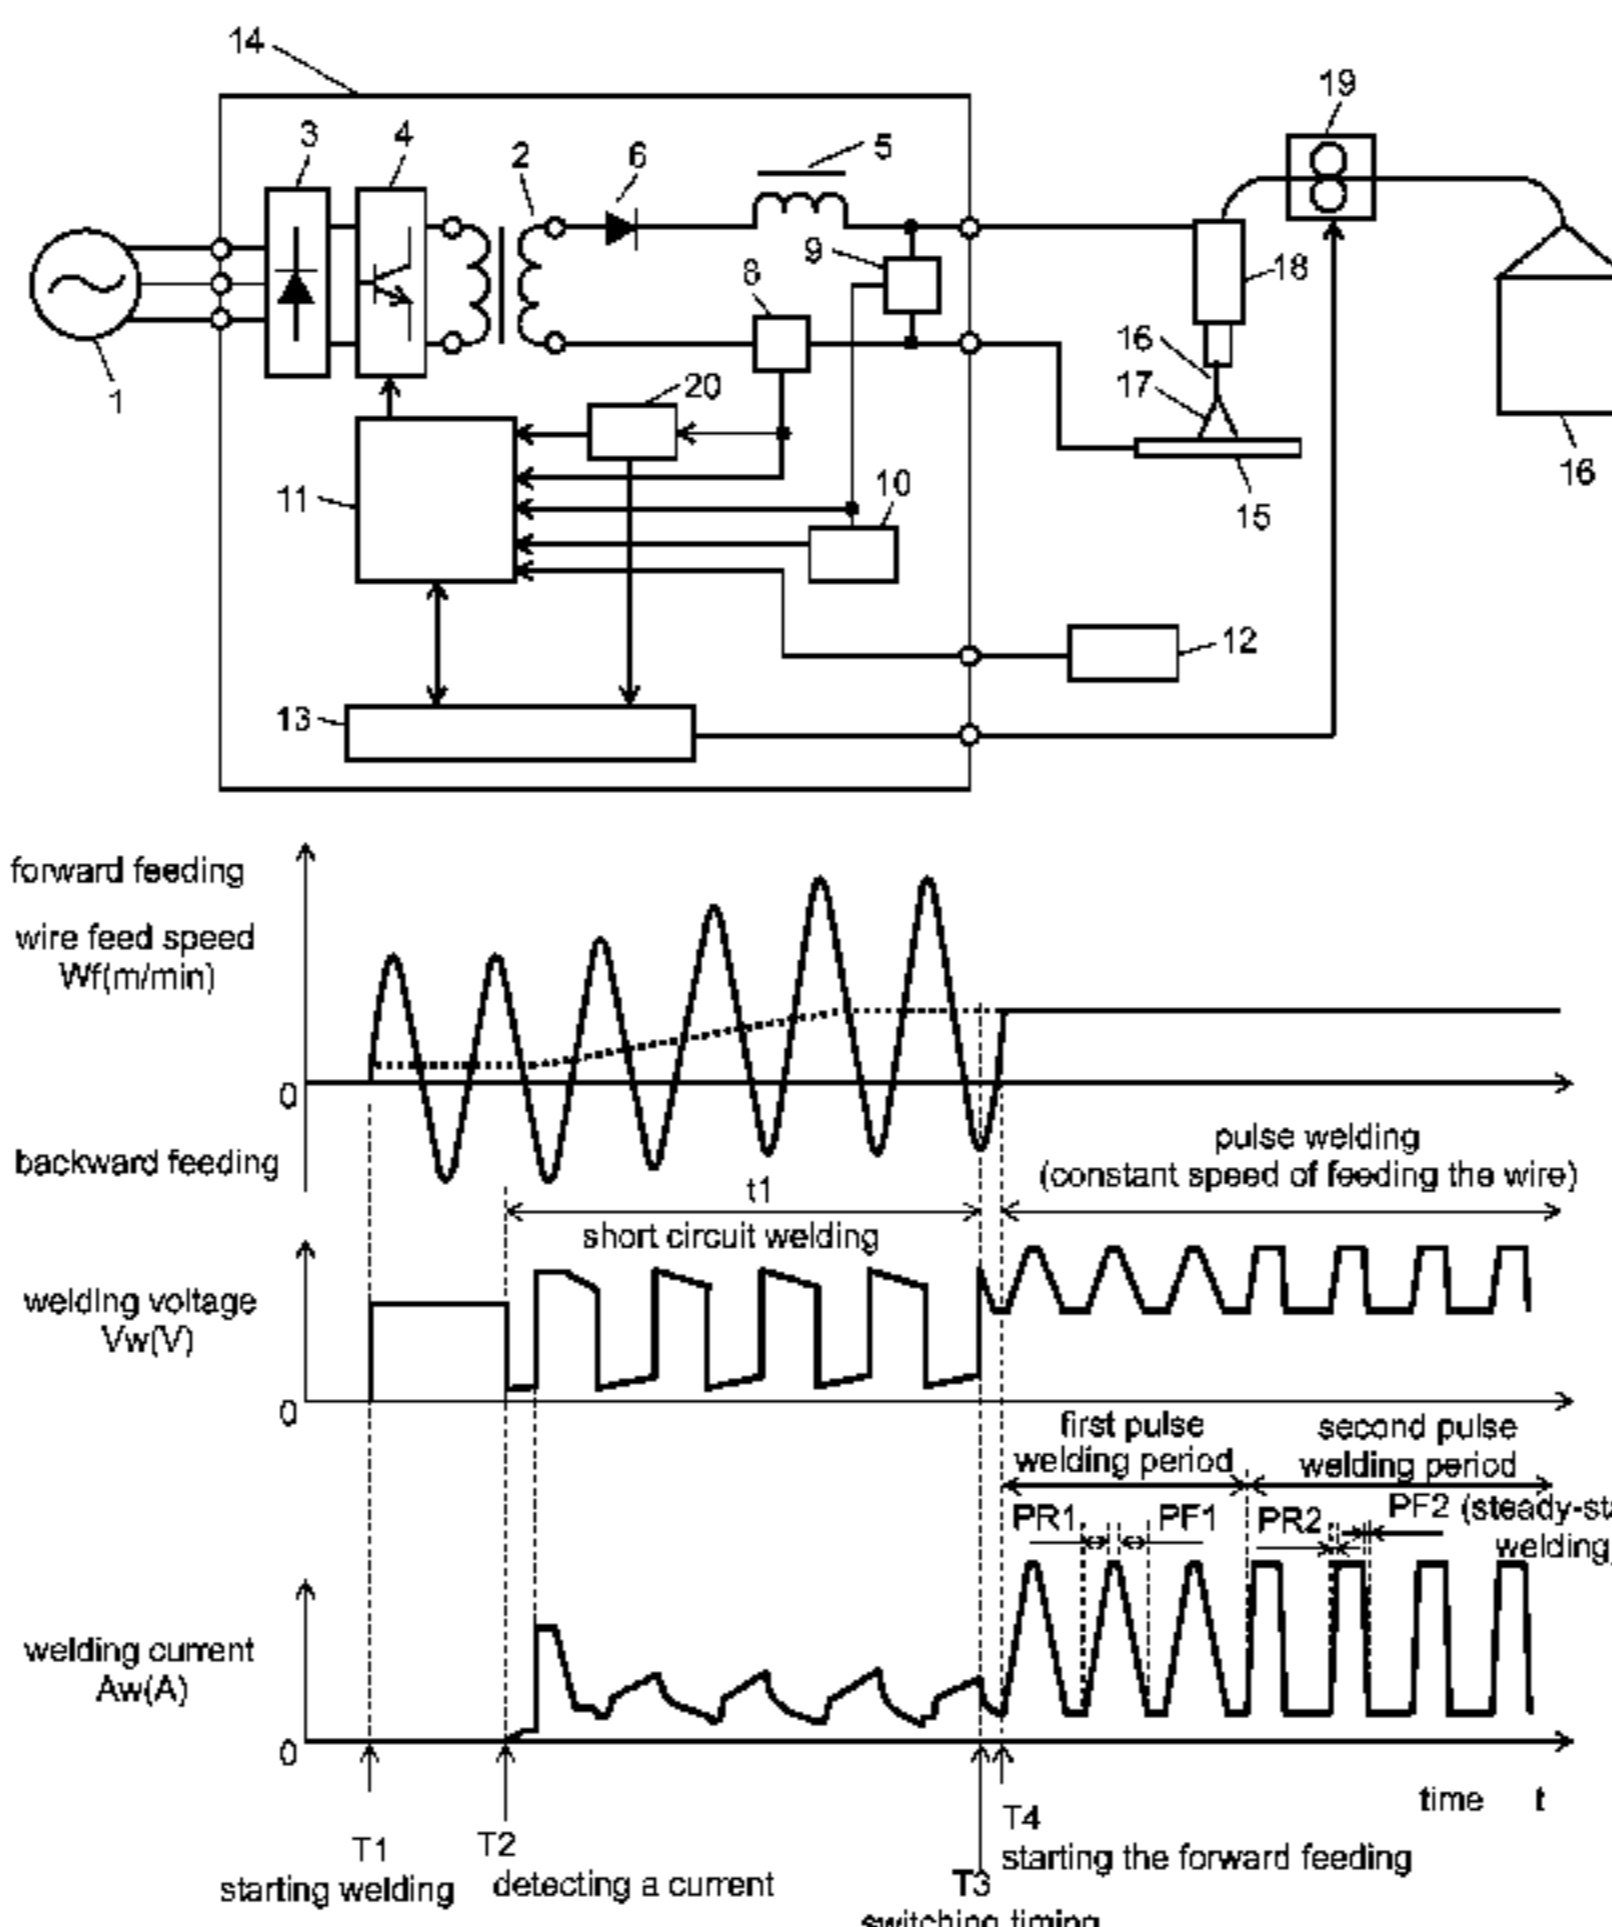 14
19
3
4
2
6
5
9
8
18
1
16
17
20
11
10
15
16
12
13
forward feeding
wire feed speed
Wf(m/min)
0
backward feeding
pulse welding
(constant speed of feeding the wire)
t1
short circuit welding
welding voltage
Vw(V)
0
first pulse
welding period
second pulse
welding period
PR1
PF1
PR2
PF2 (steady-sta
welding
welding current
Aw(A)
0
time t
T1
starting welding
T2
detecting a current
T4
starting the forward feeding
T3
switching timing